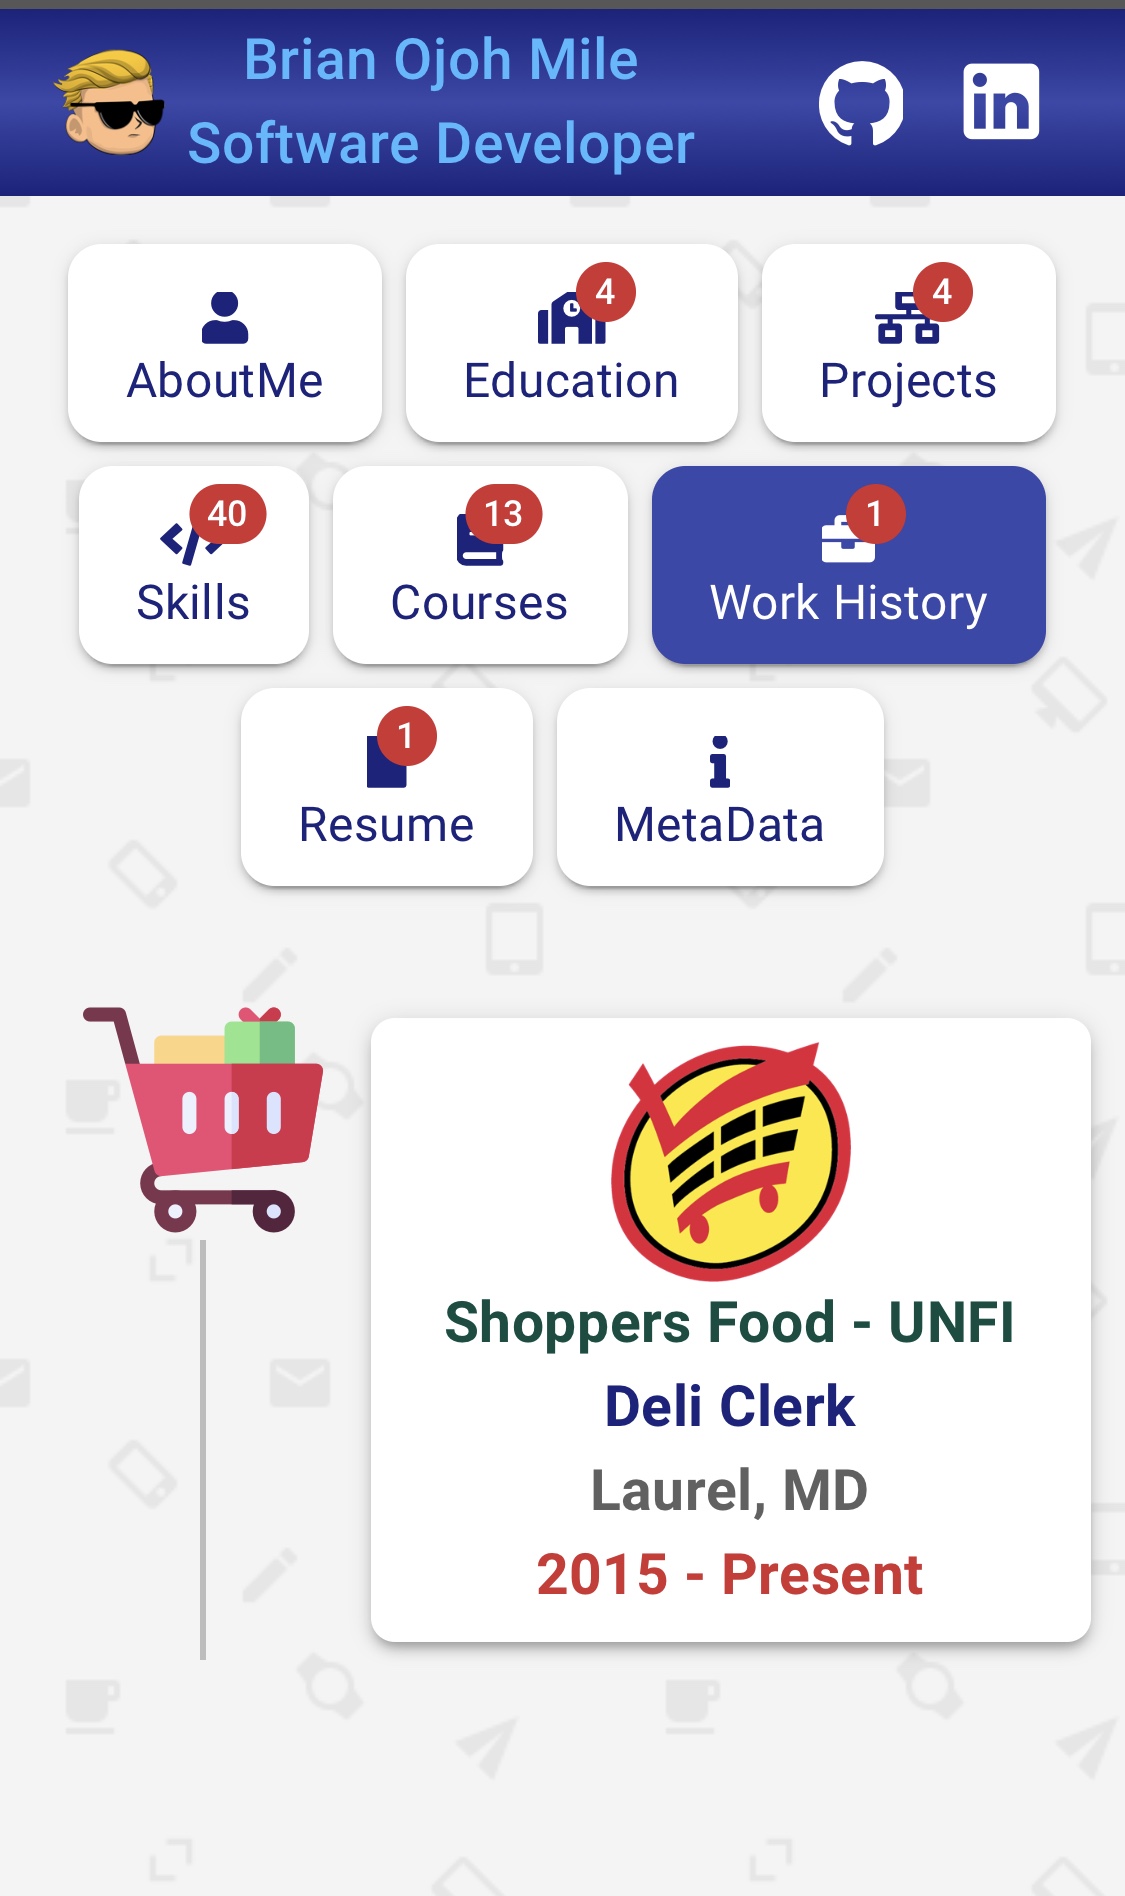 Brian Ojoh Mile
Software Developer
in
AboutMe
4
Education
4
Projects
40
Skills
13
Courses
1
Work History
1
Resume
MetaData
Shoppers Food - UNFI
Deli Clerk
Laurel, MD
2015 - Present